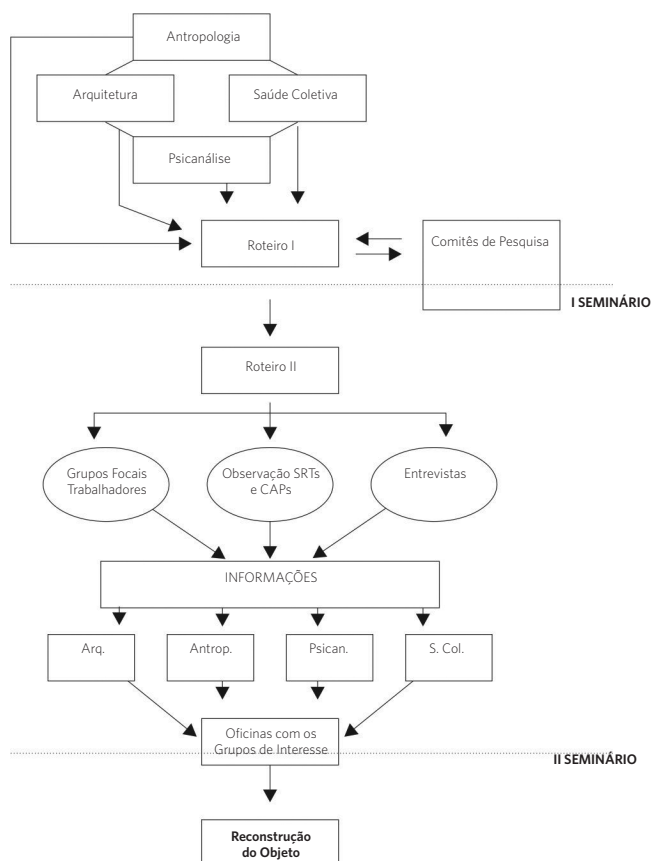 Antropologia
Arquitetura
Saúde Coletiva
Psicanálise
Roteiro I
Comitês de Pesquisa
I SEMINÁRIO
Roteiro II
Grupos Focais
Trabalhadores
Observação SRTs
e CAPs
Entrevistas
INFORMAÇÕES
Arq.
Antrop.
Psican.
S. Col.
Oficinas com os
Grupos de Interesse
II SEMINÁRIO
Reconstrução
do Objeto